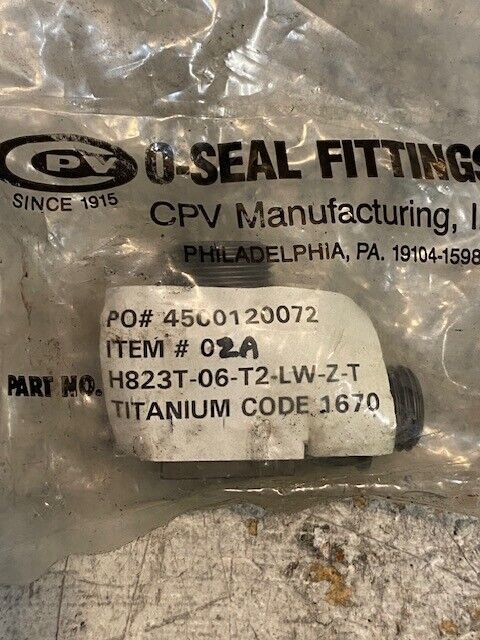 CPV
O-SEAL FITTINGS
SINCE 1915
CPV Manufacturing, I
PHILADELPHIA, PA. 19104-1598
PO# 4500120072
ITEM # 02A
PART NO. H823T-06-T2-LW-Z-T
TITANIUM CODE 1670